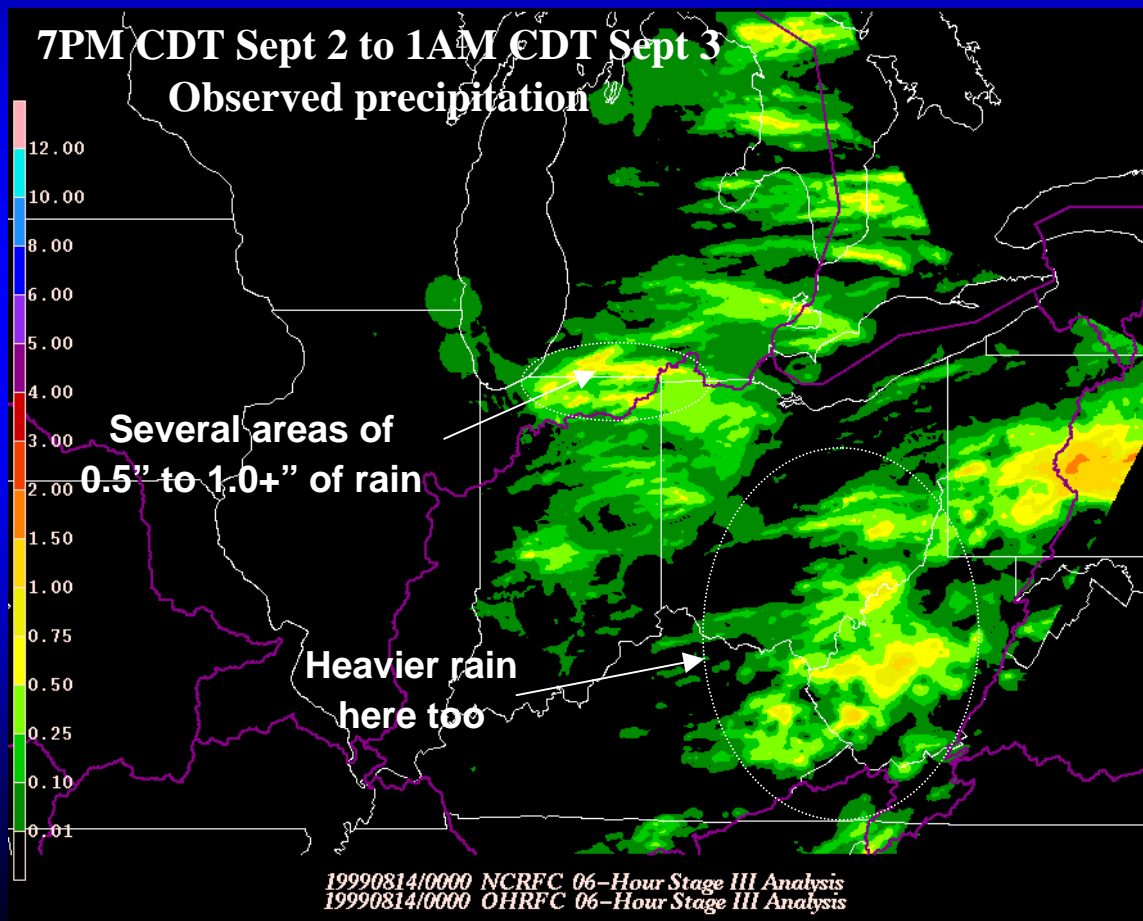 7PM CDT Sept 2 to 1AM CDT Sept 3
Observed precipitation
12.00
10.00
8.00
6.00
5.00
4.00
3.00
2.00
1.50
1.00
0.75
0.50
0.25
0.10
0.01
Several areas of
0.5” to 1.0+” of rain
Heavier rain
here too
19990814/0000 NCRFC 06-Hour Stage III Analysis
19990814/0000 OHRFC 06-Hour Stage III Analysis